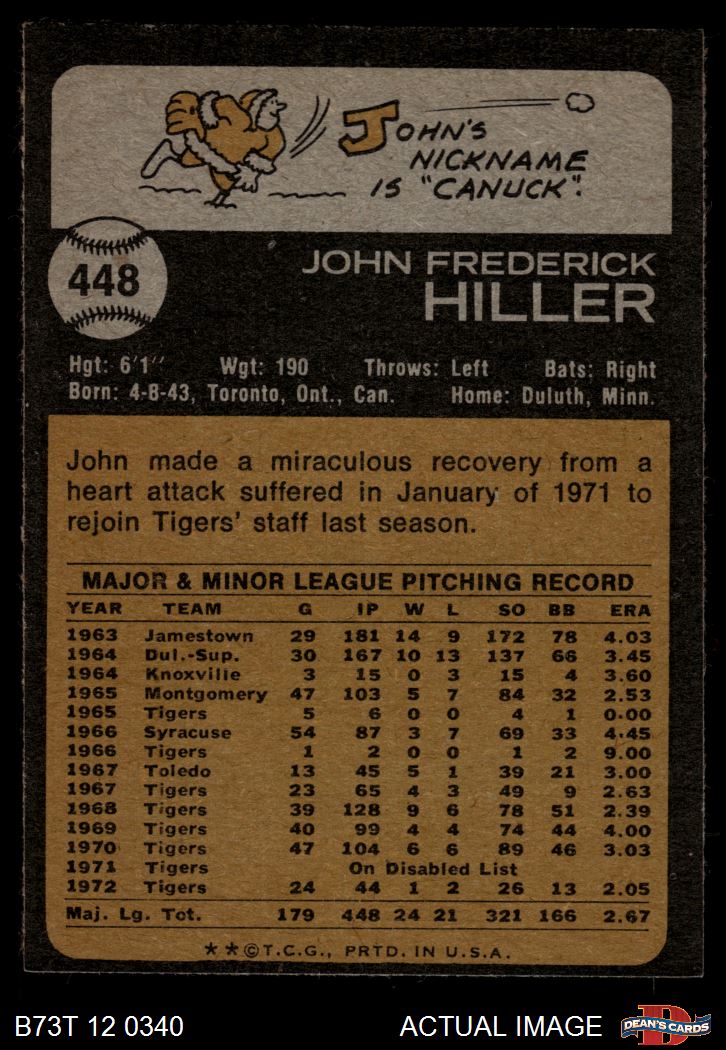 JOHN'S
NICKNAME
IS "CANUCK".
448
JOHN FREDERICK
HILLER
Hgt: 6'1" Wgt: 190 Throws: Left Bats: Right
Born: 4-8-43, Toronto, Ont., Can. Home: Duluth, Minn.
John made a miraculous recovery from a
heart attack suffered in January of 1971 to
rejoin Tigers' staff last season.
MAJOR & MINOR LEAGUE PITCHING RECORD
YEAR TEAM G IP W L SO BB ERA
1963 Jamestown 29 181 14 9 172 78 4.03
1964 Dul.-Sup. 30 167 10 13 137 66 3.45
1964 Knoxville 3 15 0 3 15 4 3.60
1965 Montgomery 47 103 5 7 84 32 2.53
1965 Tigers 5 6 0 0 4 1 0.00
1966 Syracuse 54 87 3 7 69 33 4.45
1966 Tigers 1 2 0 0 1 2 9.00
1967 Toledo 13 45 5 1 39 21 3.00
1967 Tigers 23 65 4 3 49 9 2.63
1968 Tigers 39 128 9 6 78 51 2.39
1969 Tigers 40 99 4 4 74 44 4.00
1970 Tigers 47 104 6 6 89 46 3.03
1971 Tigers On Disabled List
1972 Tigers 24 44 1 2 26 13 2.05
Maj. Lg. Tot. 179 448 24 21 321 166 2.67
**©T.C.G., PRTD. IN U.S.A.
B73T 12 0340 ACTUAL IMAGE D DEAN'S CARDS